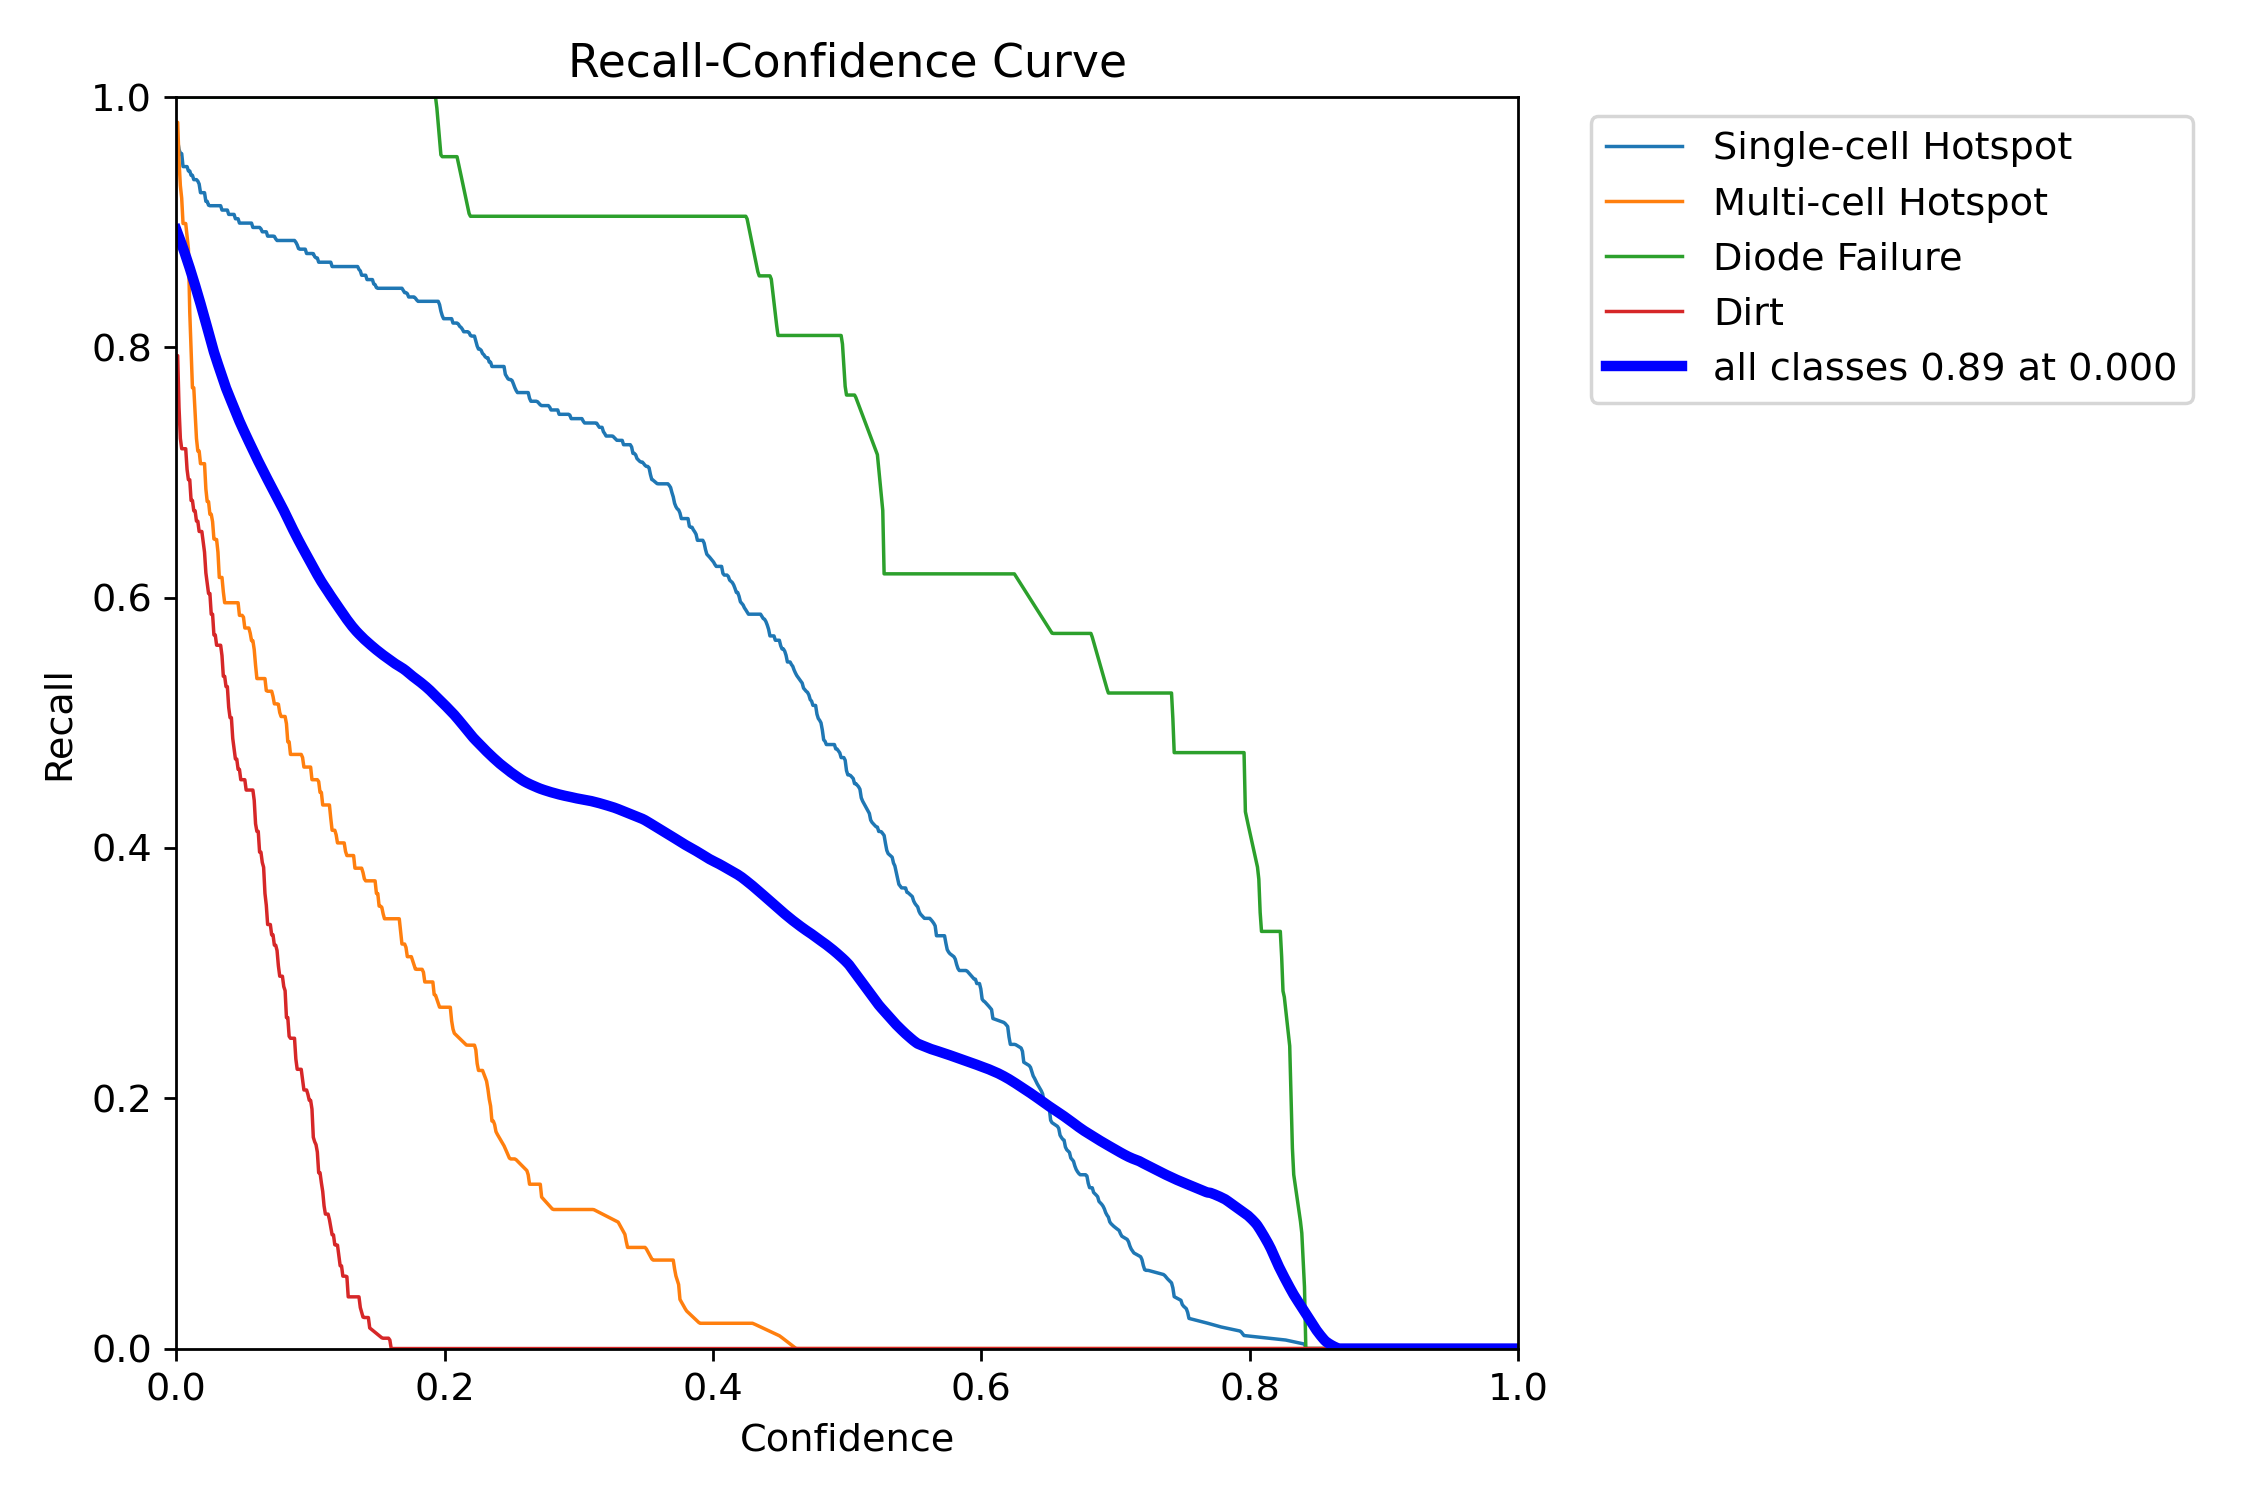 Recall-Confidence Curve
1.0
0.8
0.6
0.4
0.2
0.0
Recall
0.0 0.2 0.4 0.6 0.8 1.0
Confidence
Single-cell Hotspot
Multi-cell Hotspot
Diode Failure
Dirt
all classes 0.89 at 0.000